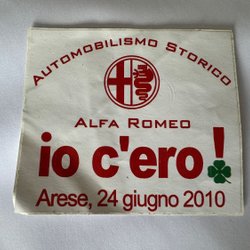 AUTOMOBILISMO STORICO
ALFA ROMEO
io c'ero!
Arese, 24 giugno 2010